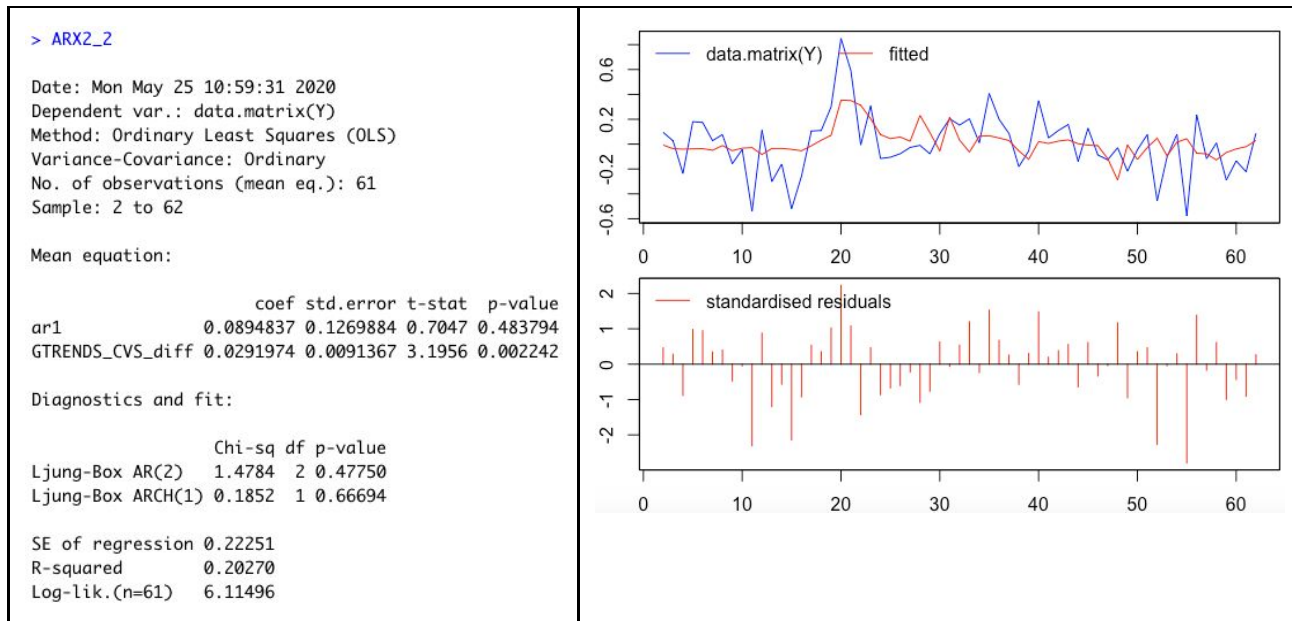 > ARX2_2
Date: Mon May 25 10:59:31 2020
Dependent var.: data.matrix(Y)
Method: Ordinary Least Squares (OLS)
Variance-Covariance: Ordinary
No. of observations (mean eq.): 61
Sample: 2 to 62
Mean equation:
coef std.error t-stat p-value
ar1 0.0894837 0.1269884 0.7047 0.483794
GTRENDS_CVS_diff 0.0291974 0.0091367 3.1956 0.002242
Diagnostics and fit:
Chi-sq df p-value
Ljung-Box AR(2) 1.4784 2 0.47750
Ljung-Box ARCH(1) 0.1852 1 0.66694
SE of regression 0.22251
R-squared 0.20270
Log-lik.(n=61) 6.11496
data.matrix(Y) fitted
0.6
0.2
-0.2
-0.6
0 10 20 30 40 50 60
standardised residuals
2
1
0
-1
-2
0 10 20 30 40 50 60